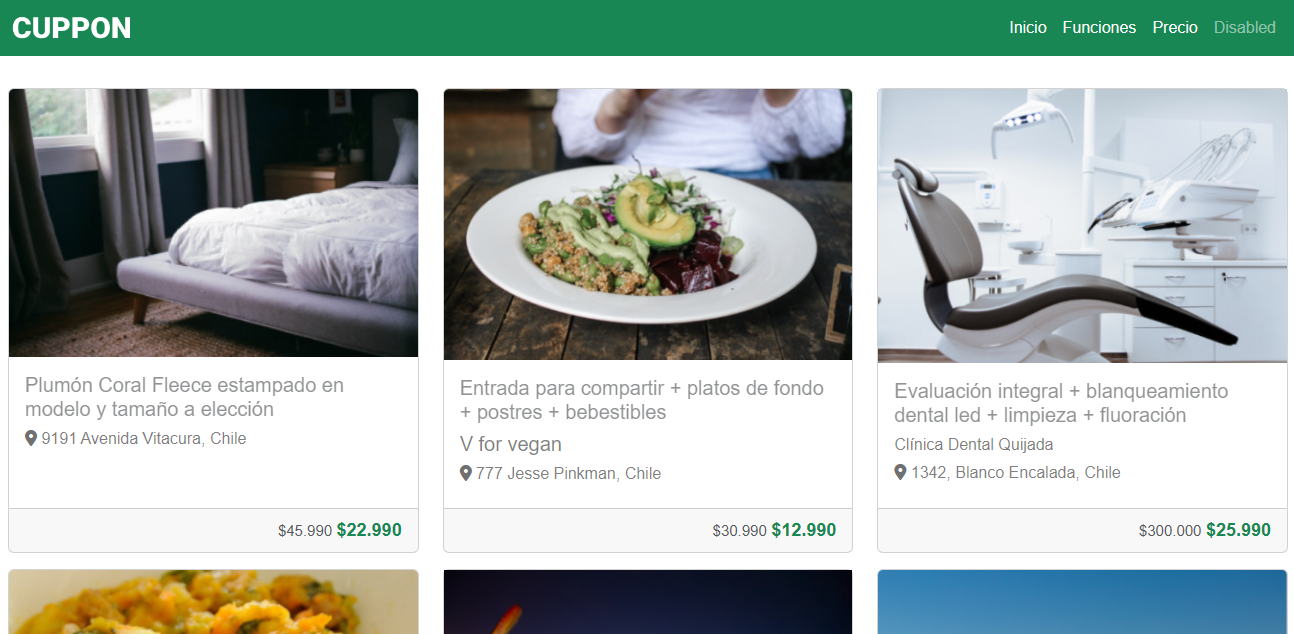 CUPPON
Inicio Funciones Precio Disabled
Plumón Coral Fleece estampado en
modelo y tamaño a elección
9191 Avenida Vitacura, Chile
$45.990 $22.990
Entrada para compartir + platos de fondo
+ postres + bebestibles
V for vegan
777 Jesse Pinkman, Chile
$30.990 $12.990
Evaluación integral + blanqueamiento
dental led + limpieza + fluoración
Clínica Dental Quijada
1342, Blanco Encalada, Chile
$300.000 $25.990